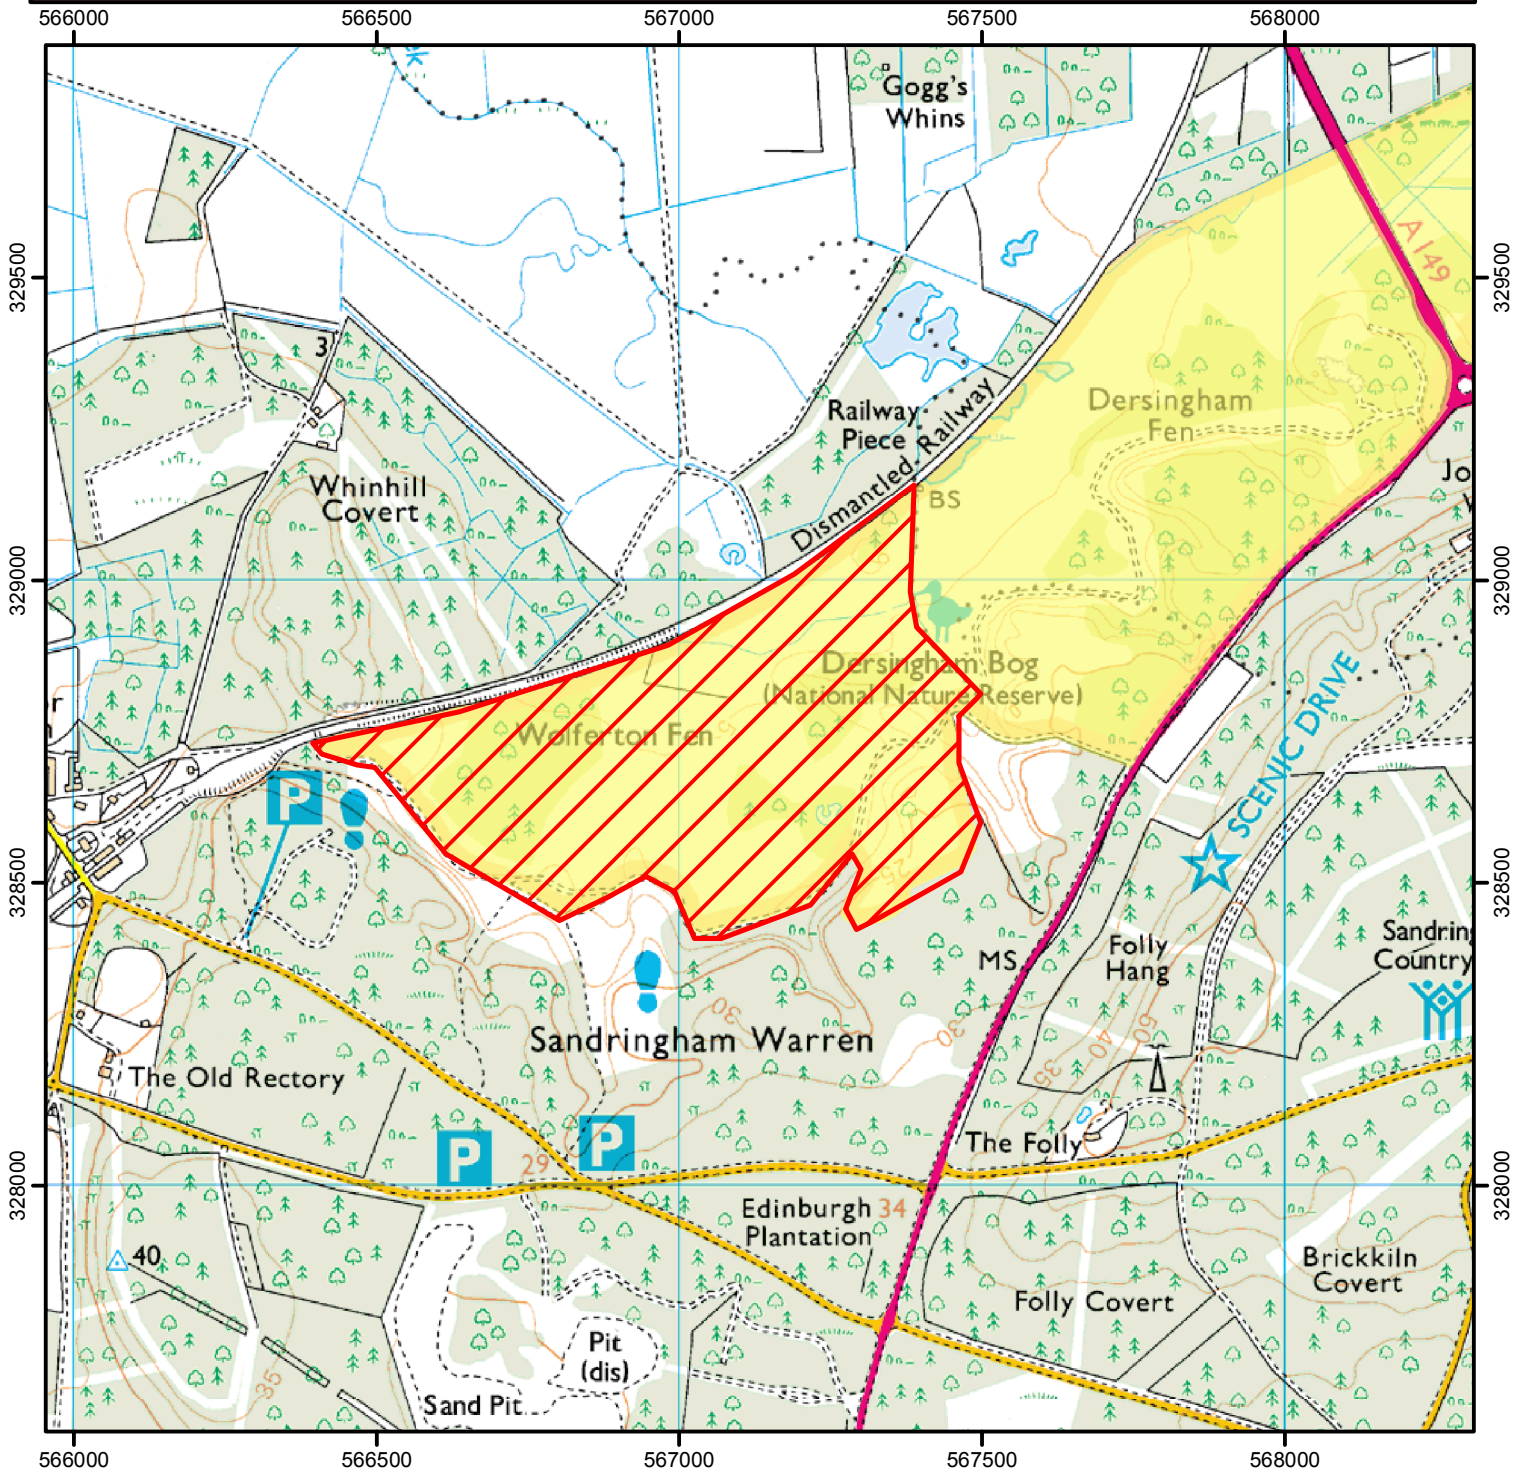 566000 566500 567000 567500 568000
Gogg's
Whins
329500
329500
A149
3
Dersingham
Fen
Railway
Piece
Dismantled Railway
BS
Whinhill
Covert
Jo
329000
329000
Dersingham Bog
(National Nature Reserve)
Wolferton Fen
r
P
SCENIC DRIVE
25
328500
328500
MS
Folly
Hang
Sandrin
Country
30
30
50
40
35
Sandringham Warren
The Old Rectory
P
P
29
The Folly
328000
328000
Edinburgh
Plantation
34
40
Brickkiln
Covert
Folly Covert
Pit
(dis)
35
Sand Pit
566000 566500 567000 567500 568000